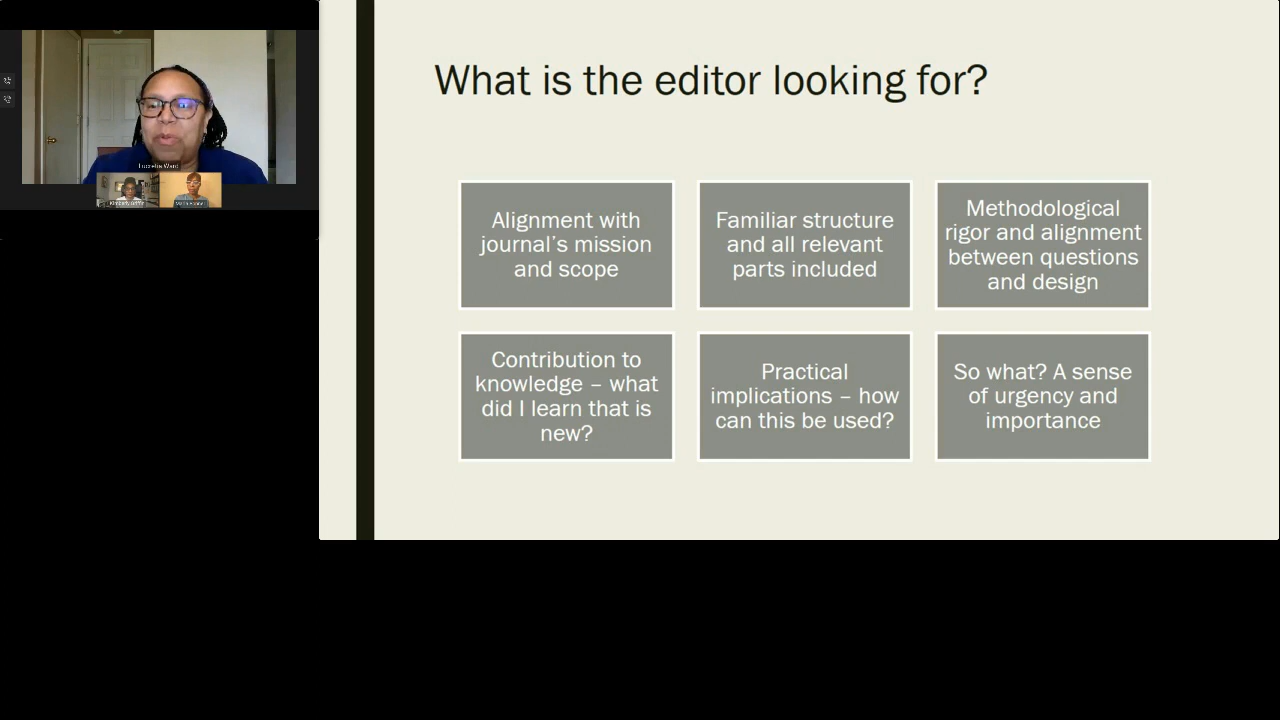 What is the editor looking for?
Alignment with
journal’s mission
and scope
Familiar structure
and all relevant
parts included
Methodological
rigor and alignment
between questions
and design
Contribution to
knowledge – what
did I learn that is
new?
Practical
implications – how
can this be used?
So what? A sense
of urgency and
importance
Lucretia Ward